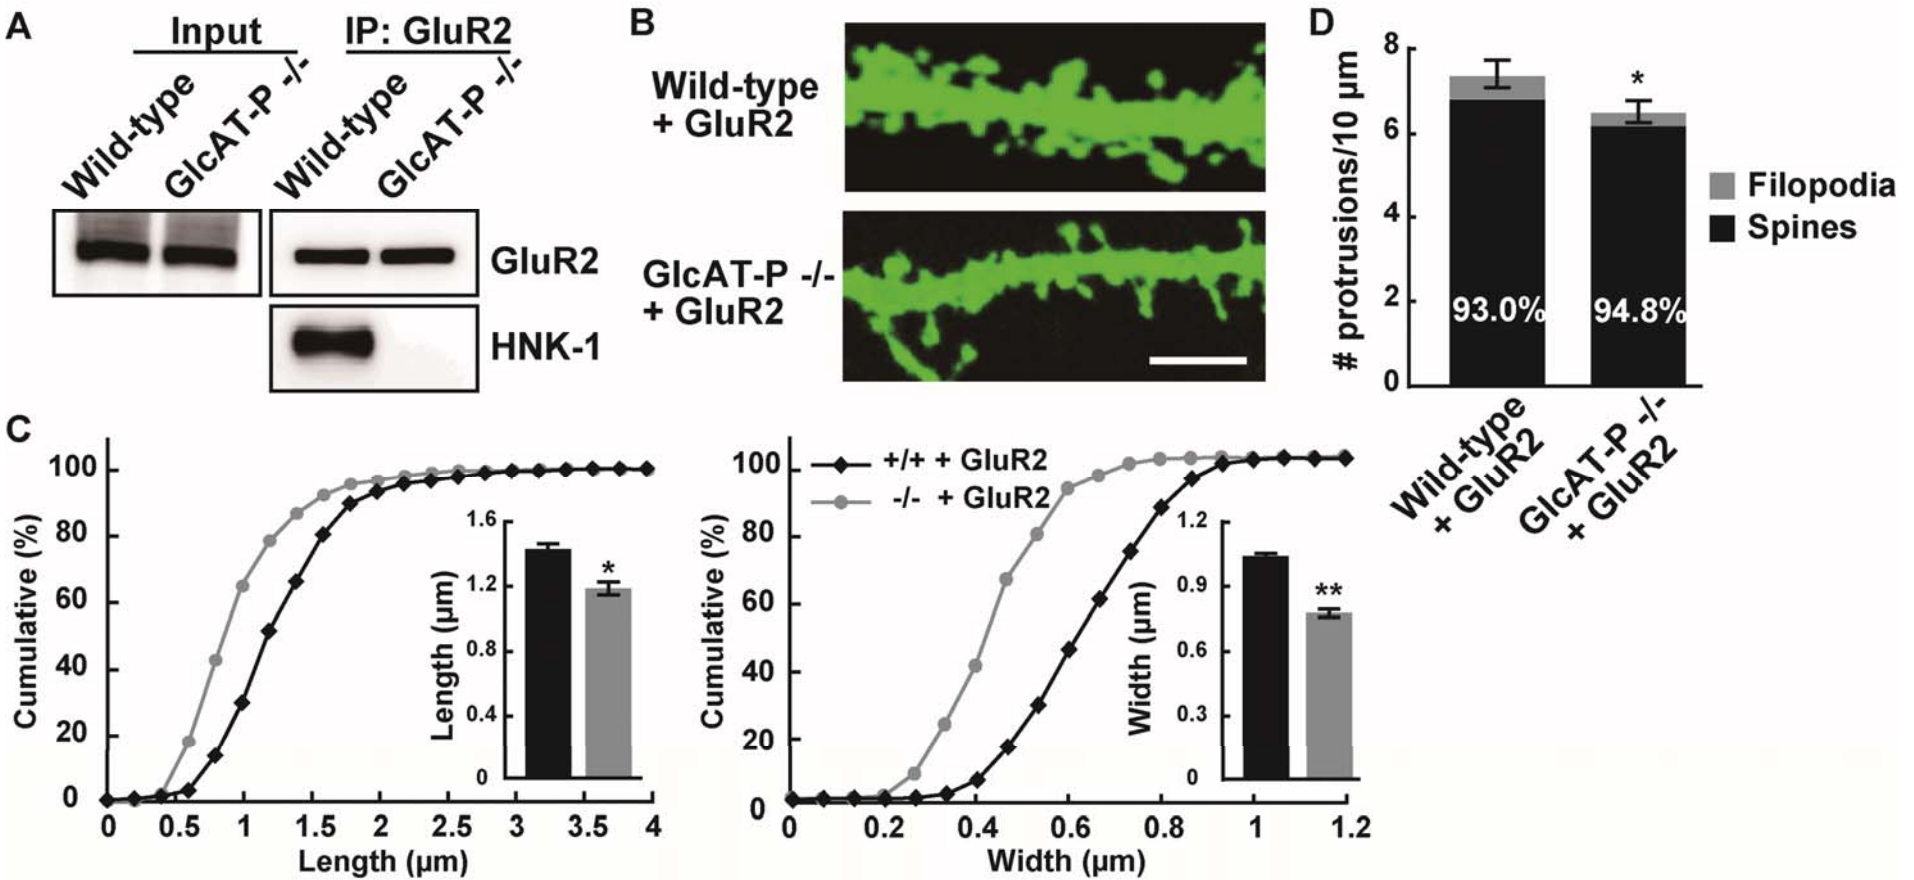 A
Input
IP: GluR2
Wild-type
GlcAT-P -/-
Wild-type
GlcAT-P -/-
GluR2
HNK-1
B
Wild-type
+ GluR2
GlcAT-P -/-
+ GluR2
D
# protrusions/10 µm
8
6
4
2
0
*
93.0%
94.8%
Filopodia
Spines
Wild-type
+ GluR2
GlcAT-P -/-
+ GluR2
C
Cumulative (%)
100
80
60
40
20
0
0 0.5 1 1.5 2 2.5 3 3.5 4
Length (µm)
Length (µm)
1.6
1.2
0.8
0.4
0
*
Cumulative (%)
100
80
60
40
20
0
+/+ + GluR2
-/- + GluR2
0 0.2 0.4 0.6 0.8 1 1.2
Width (µm)
Width (µm)
1.2
0.9
0.6
0.3
0
**